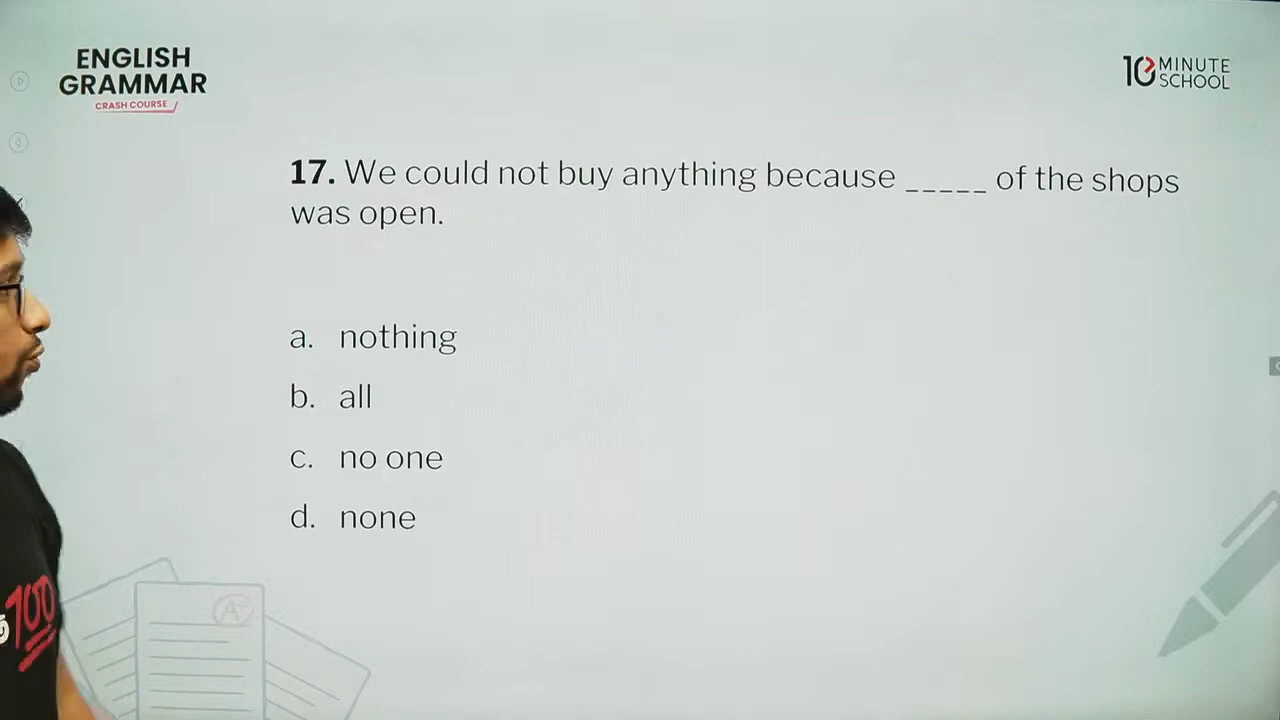 ENGLISH
GRAMMAR
CRASH COURSE
10 MINUTE
SCHOOL
17. We could not buy anything because _____ of the shops
was open.
a. nothing
b. all
c. no one
d. none
A+
100